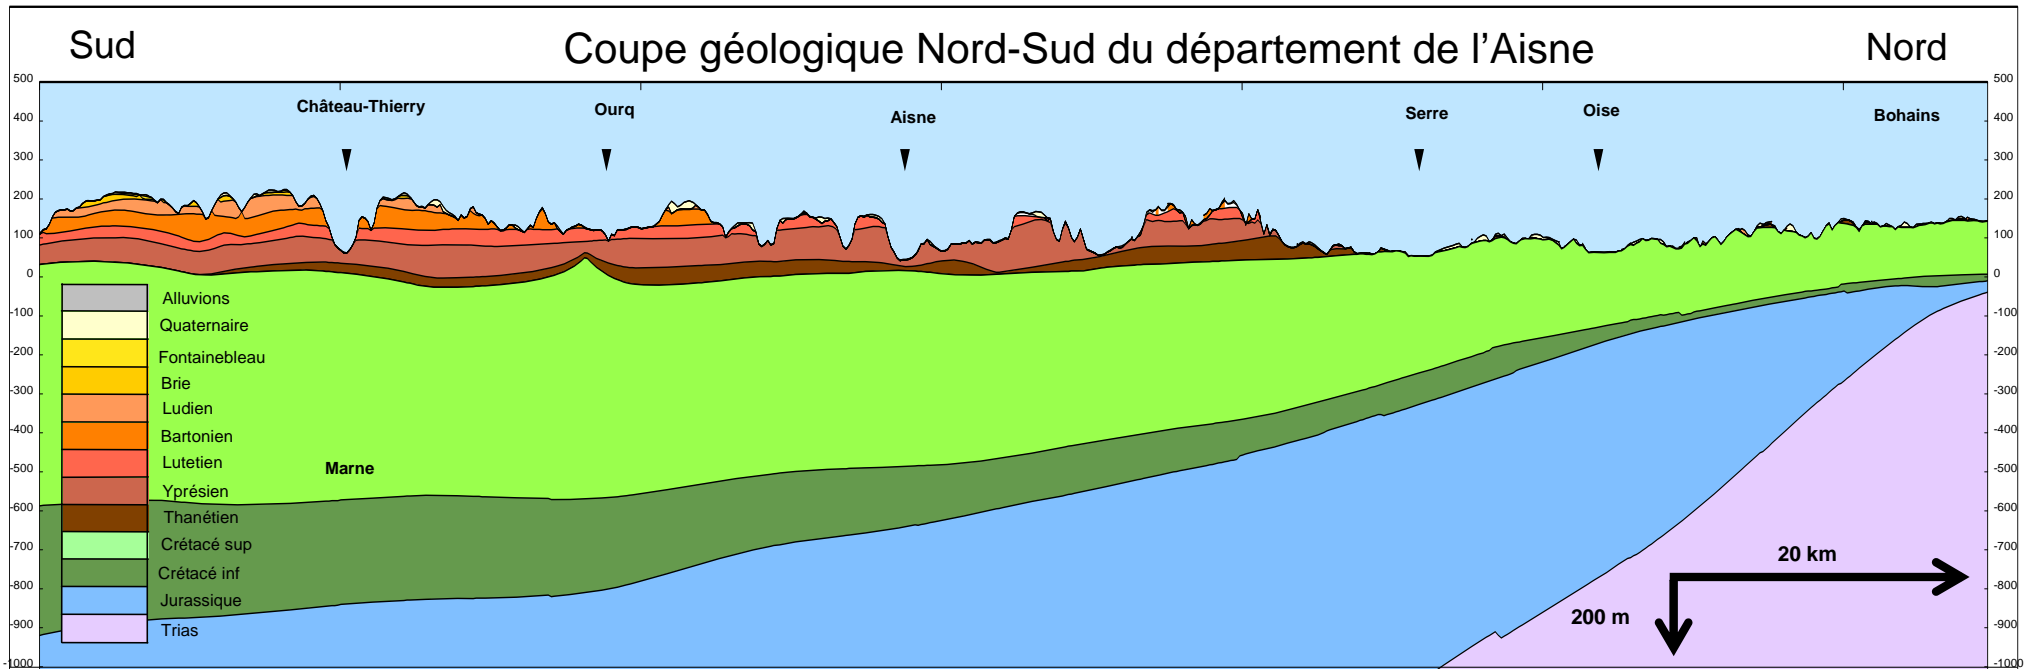 Sud
Coupe géologique Nord-Sud du département de l'Aisne
Nord
500
400
300
200
100
0
-100
-200
-300
-400
-500
-600
-700
-800
-900
-1000
Château-Thierry
Ourq
Aisne
Serre
Oise
Bohains
Alluvions
Quaternaire
Fontainebleau
Brie
Ludien
Bartonien
Lutetien
Yprésien
Thanétien
Crétacé sup
Crétacé inf
Jurassique
Trias
Marne
20 km
200 m
500
400
300
200
100
0
-100
-200
-300
-400
-500
-600
-700
-800
-900
-1000